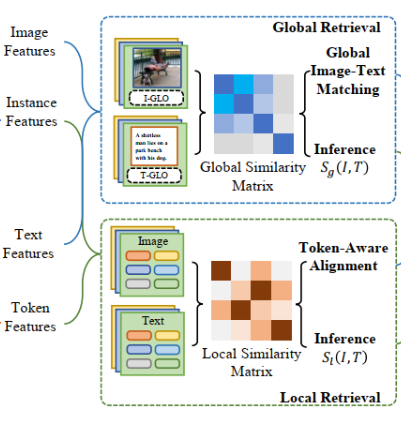 Image
Features
Instance
Features
Text
Features
Token
Features
Global Retrieval
I-GLO
A shirtless
man lies on a
park bench
with his dog.
T-GLO
Global Similarity
Matrix
Global
Image-Text
Matching
Inference
S_g(I,T)
Image
Text
Local Similarity
Matrix
Token-Aware
Alignment
Inference
S_l(I,T)
Local Retrieval